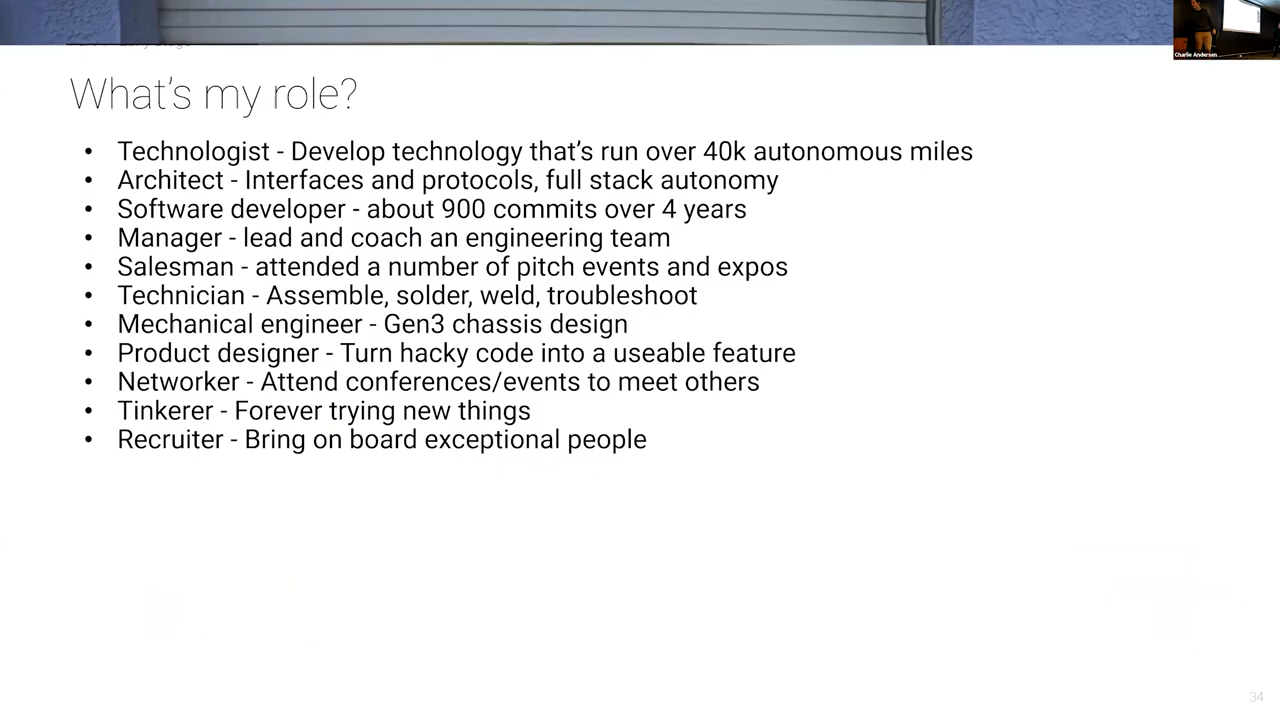 Charlie Andersen
What's my role?
• Technologist - Develop technology that's run over 40k autonomous miles
• Architect - Interfaces and protocols, full stack autonomy
• Software developer - about 900 commits over 4 years
• Manager - lead and coach an engineering team
• Salesman - attended a number of pitch events and expos
• Technician - Assemble, solder, weld, troubleshoot
• Mechanical engineer - Gen3 chassis design
• Product designer - Turn hacky code into a useable feature
• Networker - Attend conferences/events to meet others
• Tinkerer - Forever trying new things
• Recruiter - Bring on board exceptional people
34